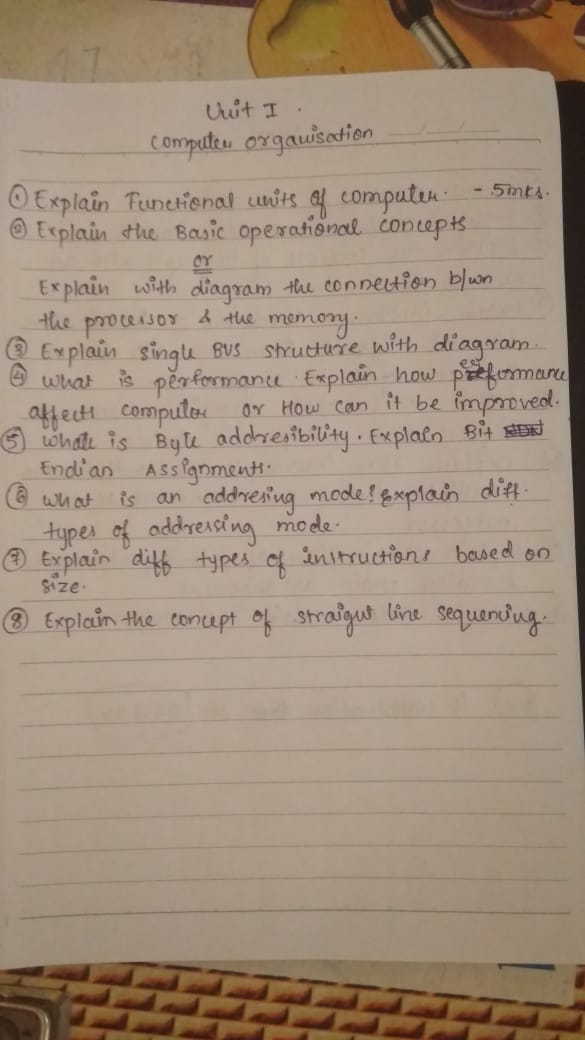 Unit I.
Computer organisation
① Explain Functional units of computer. - 5mks.
② Explain the Basic operational concepts
or
Explain with diagram the connection b/wn
the processor & the memory.
③ Explain single BUS structure with diagram.
④ what is performance. Explain how performance
affects computer or How can it be improved.
⑤ what is Byte addresibility. Explain Bit
Endian Assignments.
⑥ what is an addresing mode? Explain diff.
types of addressing mode.
⑦ Explain diff types of instructions based on
size.
⑧ Explain the concept of straigut line sequencing.